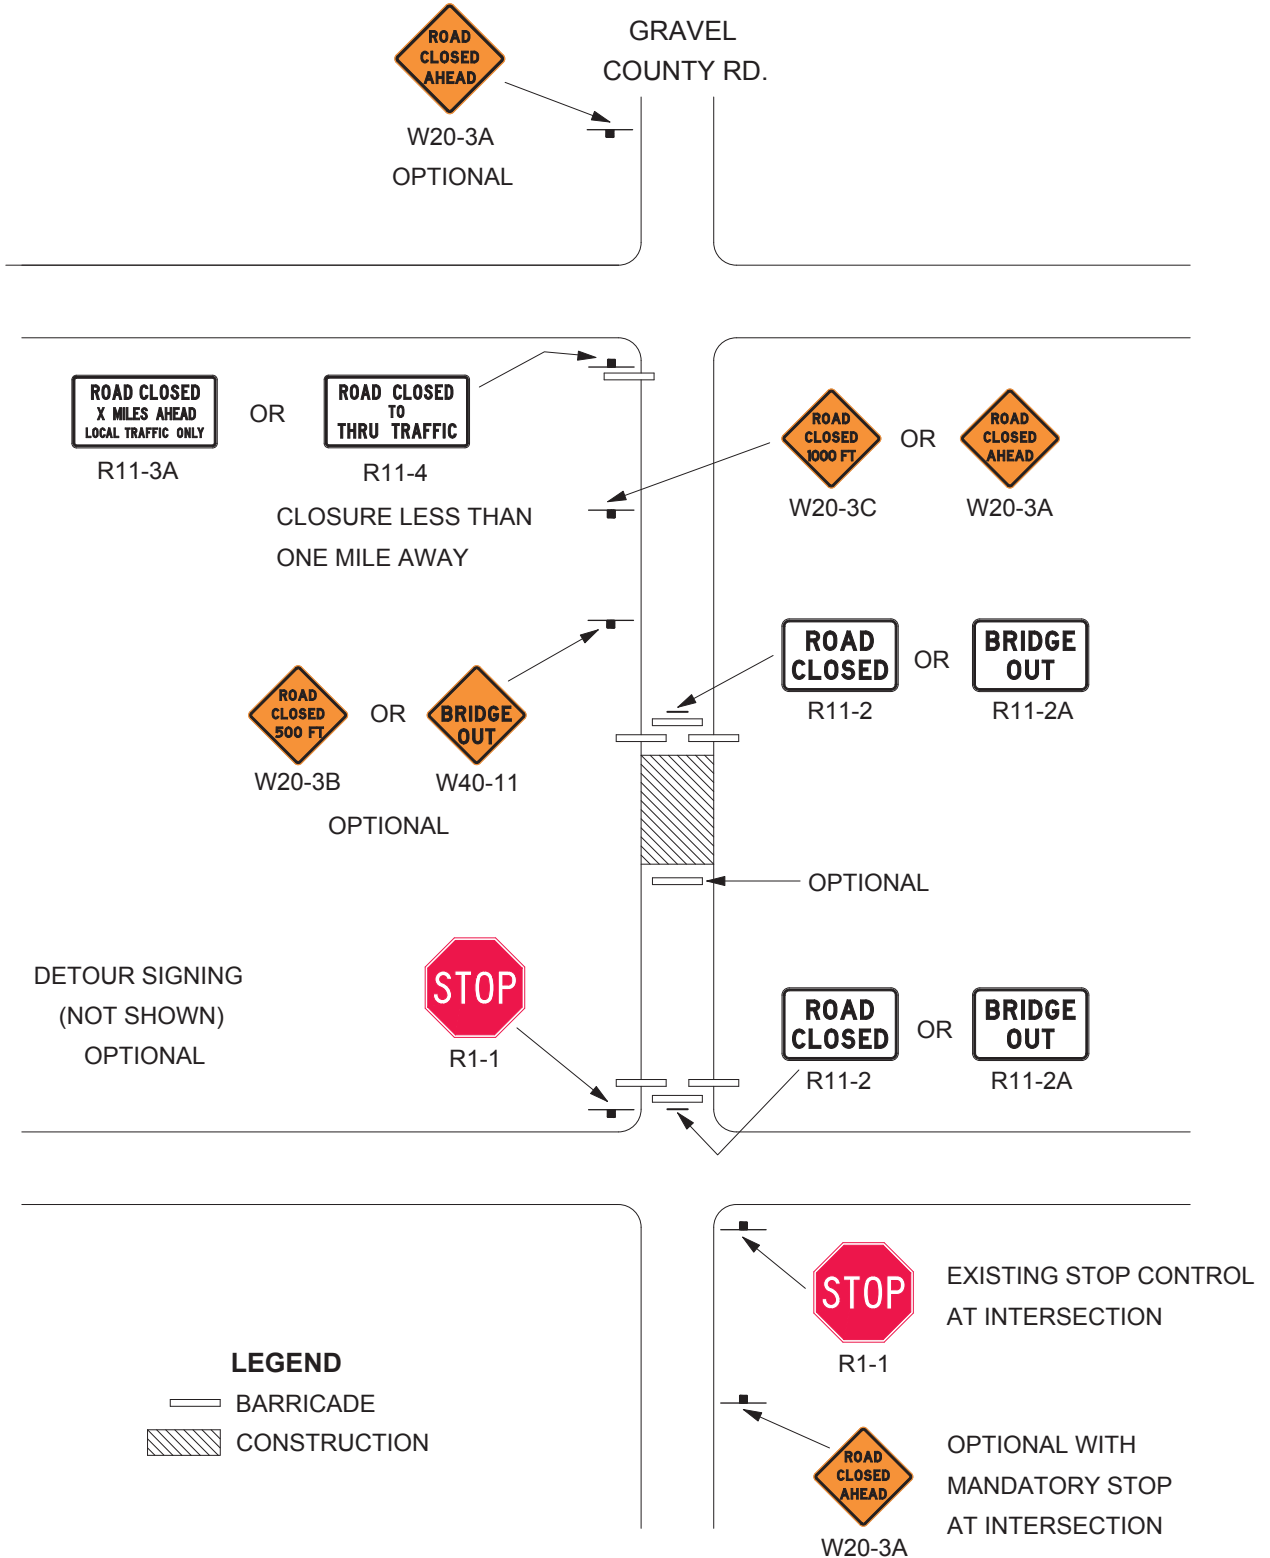 GRAVEL
COUNTY RD.
ROAD
CLOSED
AHEAD
W20-3A
OPTIONAL
ROAD CLOSED
X MILES AHEAD
LOCAL TRAFFIC ONLY
R11-3A
OR
ROAD CLOSED
TO
THRU TRAFFIC
R11-4
CLOSURE LESS THAN
ONE MILE AWAY
ROAD
CLOSED
1000 FT
W20-3C
OR
ROAD
CLOSED
AHEAD
W20-3A
ROAD
CLOSED
R11-2
OR
BRIDGE
OUT
R11-2A
ROAD
CLOSED
500 FT
W20-3B
OR
BRIDGE
OUT
W40-11
OPTIONAL
OPTIONAL
DETOUR SIGNING
(NOT SHOWN)
OPTIONAL
STOP
R1-1
ROAD
CLOSED
R11-2
OR
BRIDGE
OUT
R11-2A
STOP
R1-1
EXISTING STOP CONTROL
AT INTERSECTION
LEGEND
BARRICADE
CONSTRUCTION
ROAD
CLOSED
AHEAD
W20-3A
OPTIONAL WITH
MANDATORY STOP
AT INTERSECTION